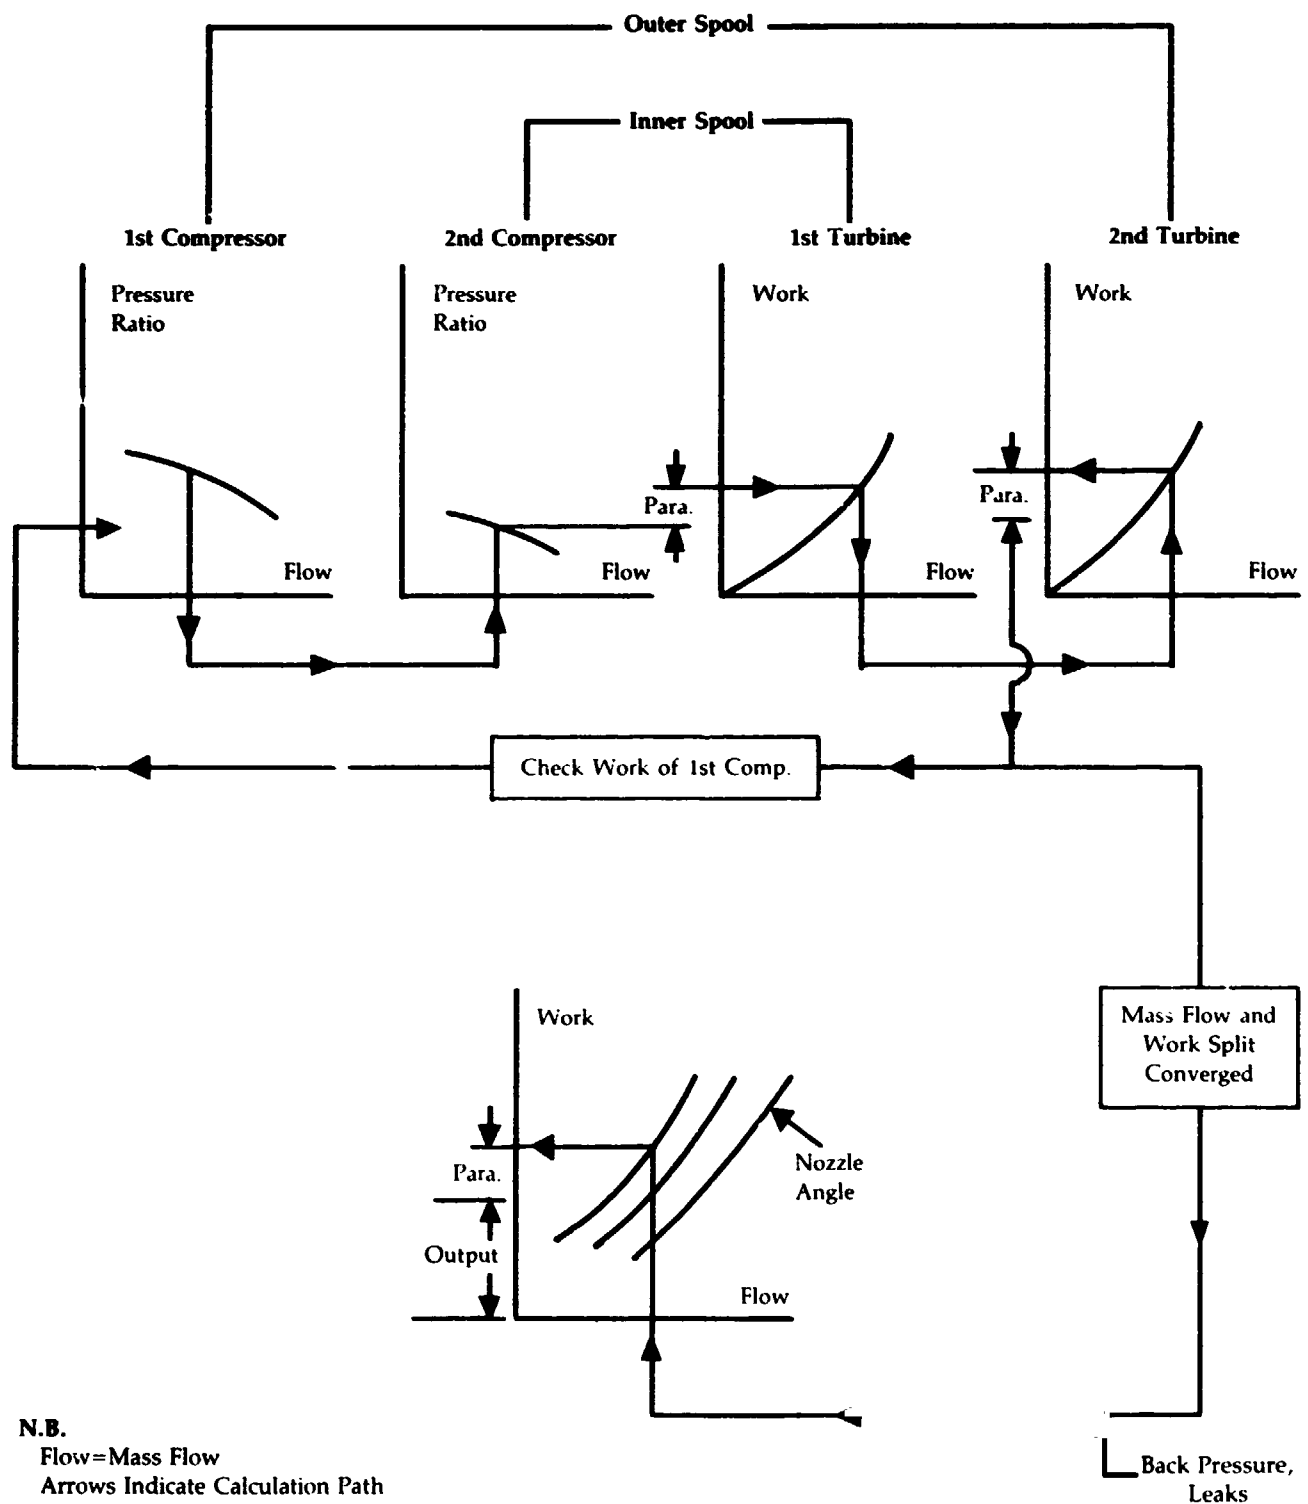 Outer Spool
Inner Spool
1st Compressor
2nd Compressor
1st Turbine
2nd Turbine
Pressure
Ratio
Pressure
Ratio
Work
Work
Para.
Para.
Flow
Flow
Flow
Flow
Check Work of 1st Comp.
Work
Mass Flow and
Work Split
Converged
Para.
Nozzle
Angle
Output
Flow
N.B.
Flow=Mass Flow
Arrows Indicate Calculation Path
Back Pressure,
Leaks